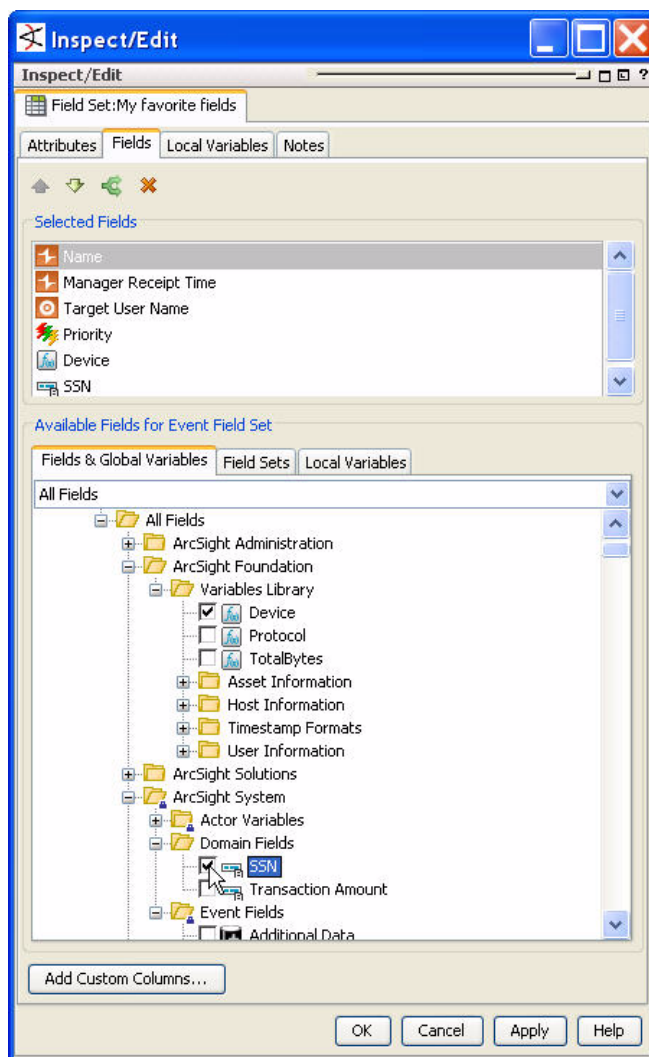 Inspect/Edit
Inspect/Edit
Field Set:My favorite fields
Attributes Fields Local Variables Notes
Selected Fields
Name
Manager Receipt Time
Target User Name
Priority
Device
SSN
Available Fields for Event Field Set
Fields & Global Variables Field Sets Local Variables
All Fields
All Fields
ArcSight Administration
ArcSight Foundation
Variables Library
Device
Protocol
TotalBytes
Asset Information
Host Information
Timestamp Formats
User Information
ArcSight Solutions
ArcSight System
Actor Variables
Domain Fields
SSN
Transaction Amount
Event Fields
Additional Data
Add Custom Columns...
OK Cancel Apply Help